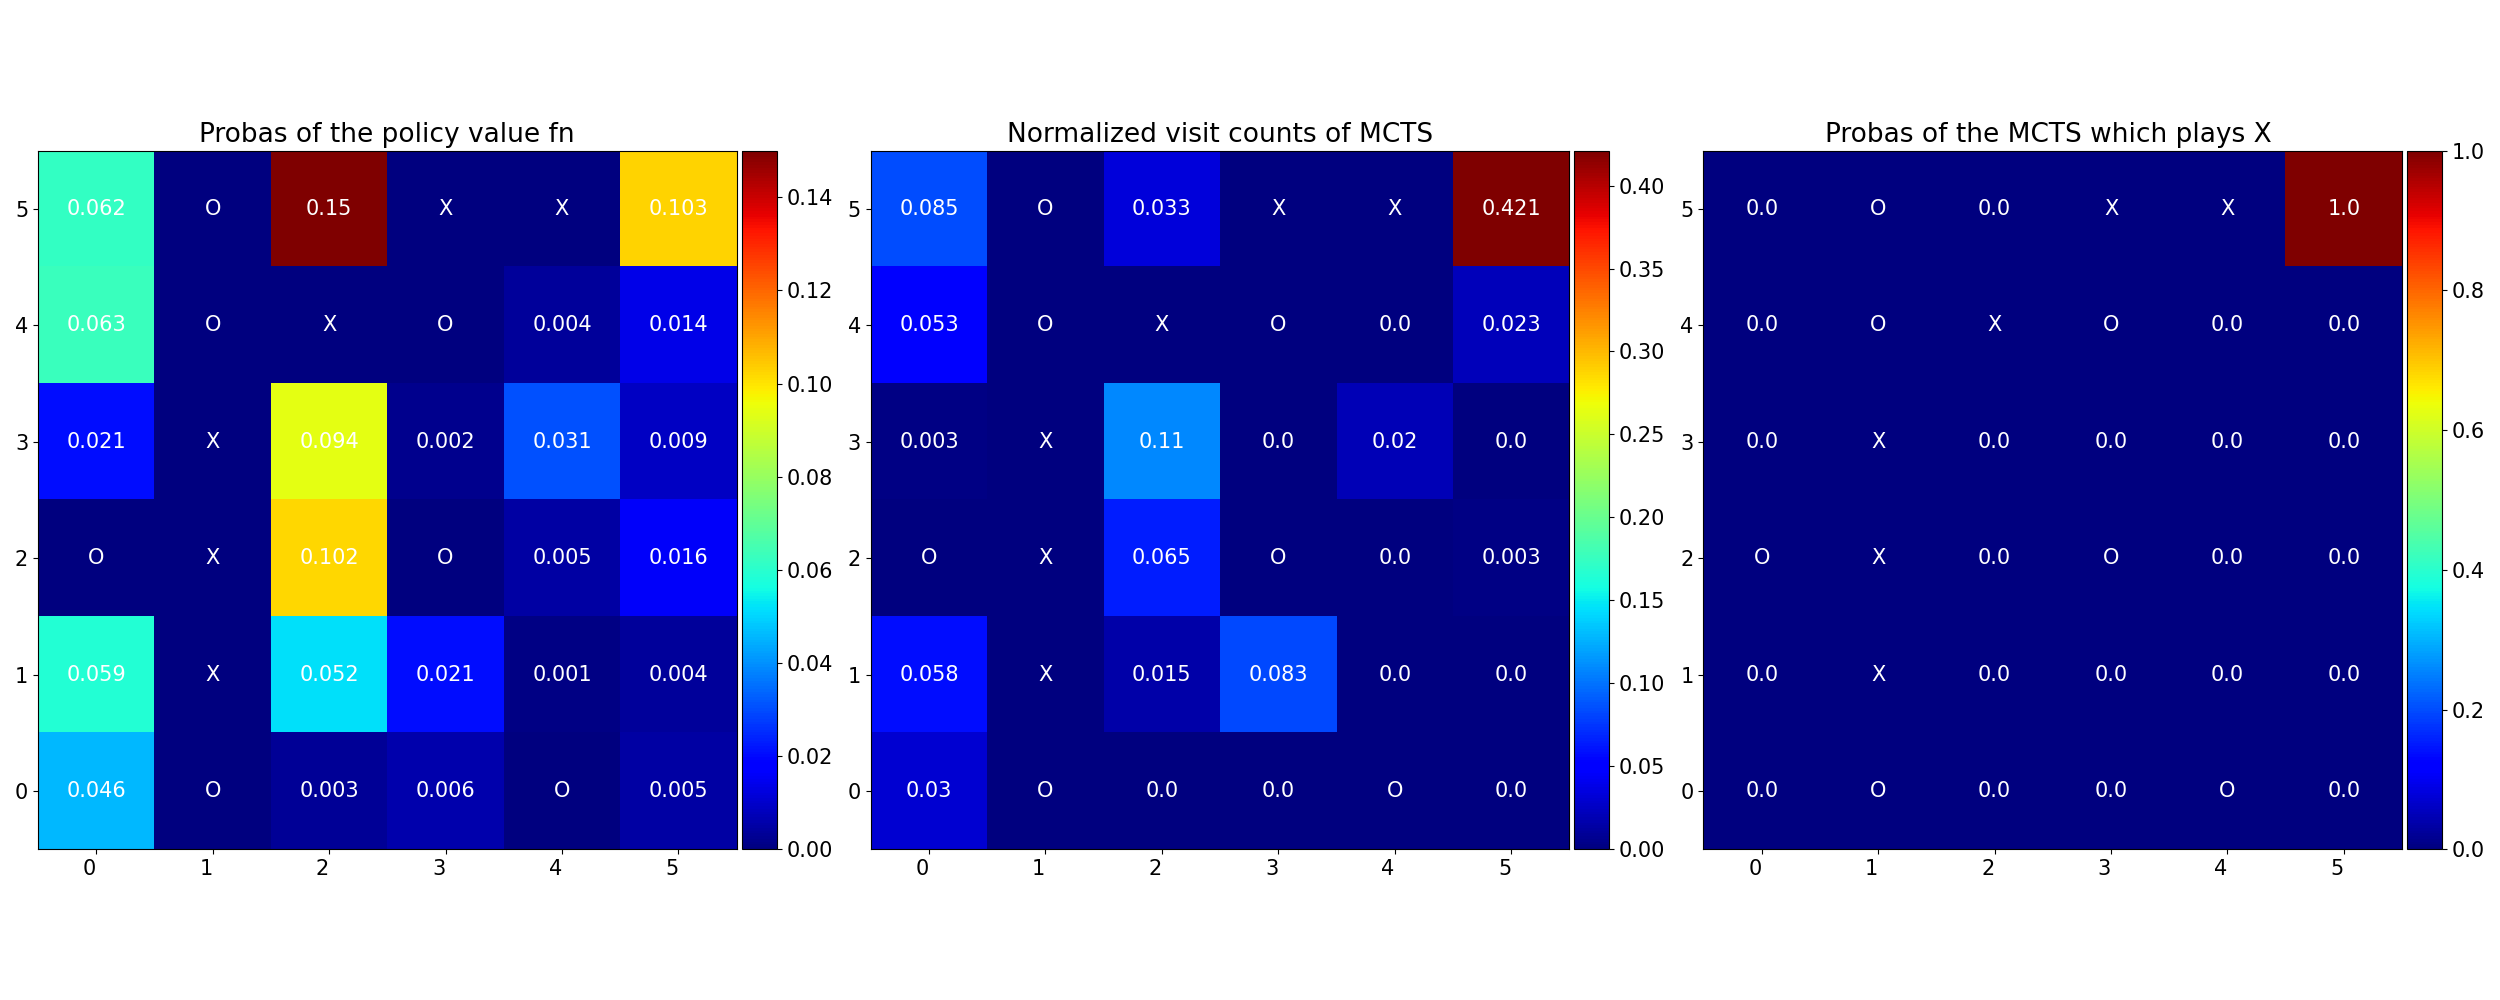 Probas of the policy value fn
5 0.062 O 0.15 X X 0.103
4 0.063 O X O 0.004 0.014
3 0.021 X 0.094 0.002 0.031 0.009
2 O X 0.102 O 0.005 0.016
1 0.059 X 0.052 0.021 0.001 0.004
0 0.046 O 0.003 0.006 O 0.005
0 1 2 3 4 5
0.14
0.12
0.10
0.08
0.06
0.04
0.02
0.00
Normalized visit counts of MCTS
5 0.085 O 0.033 X X 0.421
4 0.053 O X O 0.0 0.023
3 0.003 X 0.11 0.0 0.02 0.0
2 O X 0.065 O 0.0 0.003
1 0.058 X 0.015 0.083 0.0 0.0
0 0.03 O 0.0 0.0 O 0.0
0 1 2 3 4 5
0.40
0.35
0.30
0.25
0.20
0.15
0.10
0.05
0.00
Probas of the MCTS which plays X
5 0.0 O 0.0 X X 1.0
4 0.0 O X O 0.0 0.0
3 0.0 X 0.0 0.0 0.0 0.0
2 O X 0.0 O 0.0 0.0
1 0.0 X 0.0 0.0 0.0 0.0
0 0.0 O 0.0 0.0 O 0.0
0 1 2 3 4 5
1.0
0.8
0.6
0.4
0.2
0.0